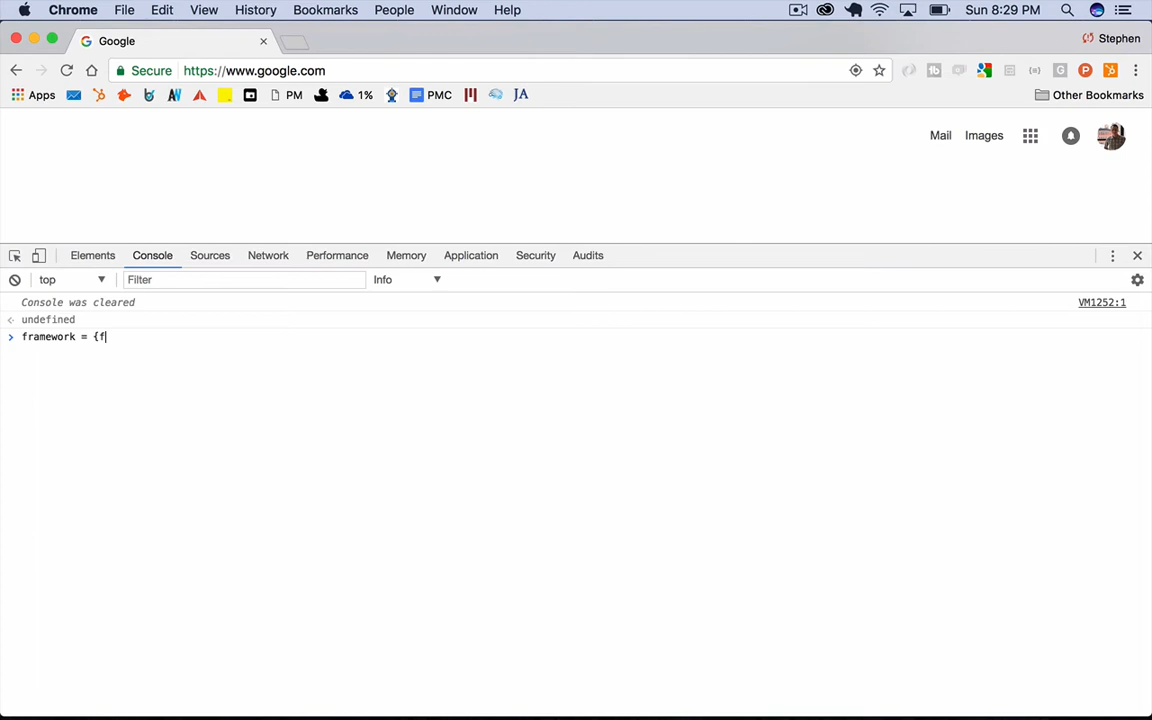 Chrome File Edit View History Bookmarks People Window Help Sun 8:29 PM
Google Stephen
Secure https://www.google.com
Apps PM 1% PMC JA Other Bookmarks
Mail Images
Elements Console Sources Network Performance Memory Application Security Audits
top Filter Info
Console was cleared VM1252:1
undefined
framework = {f